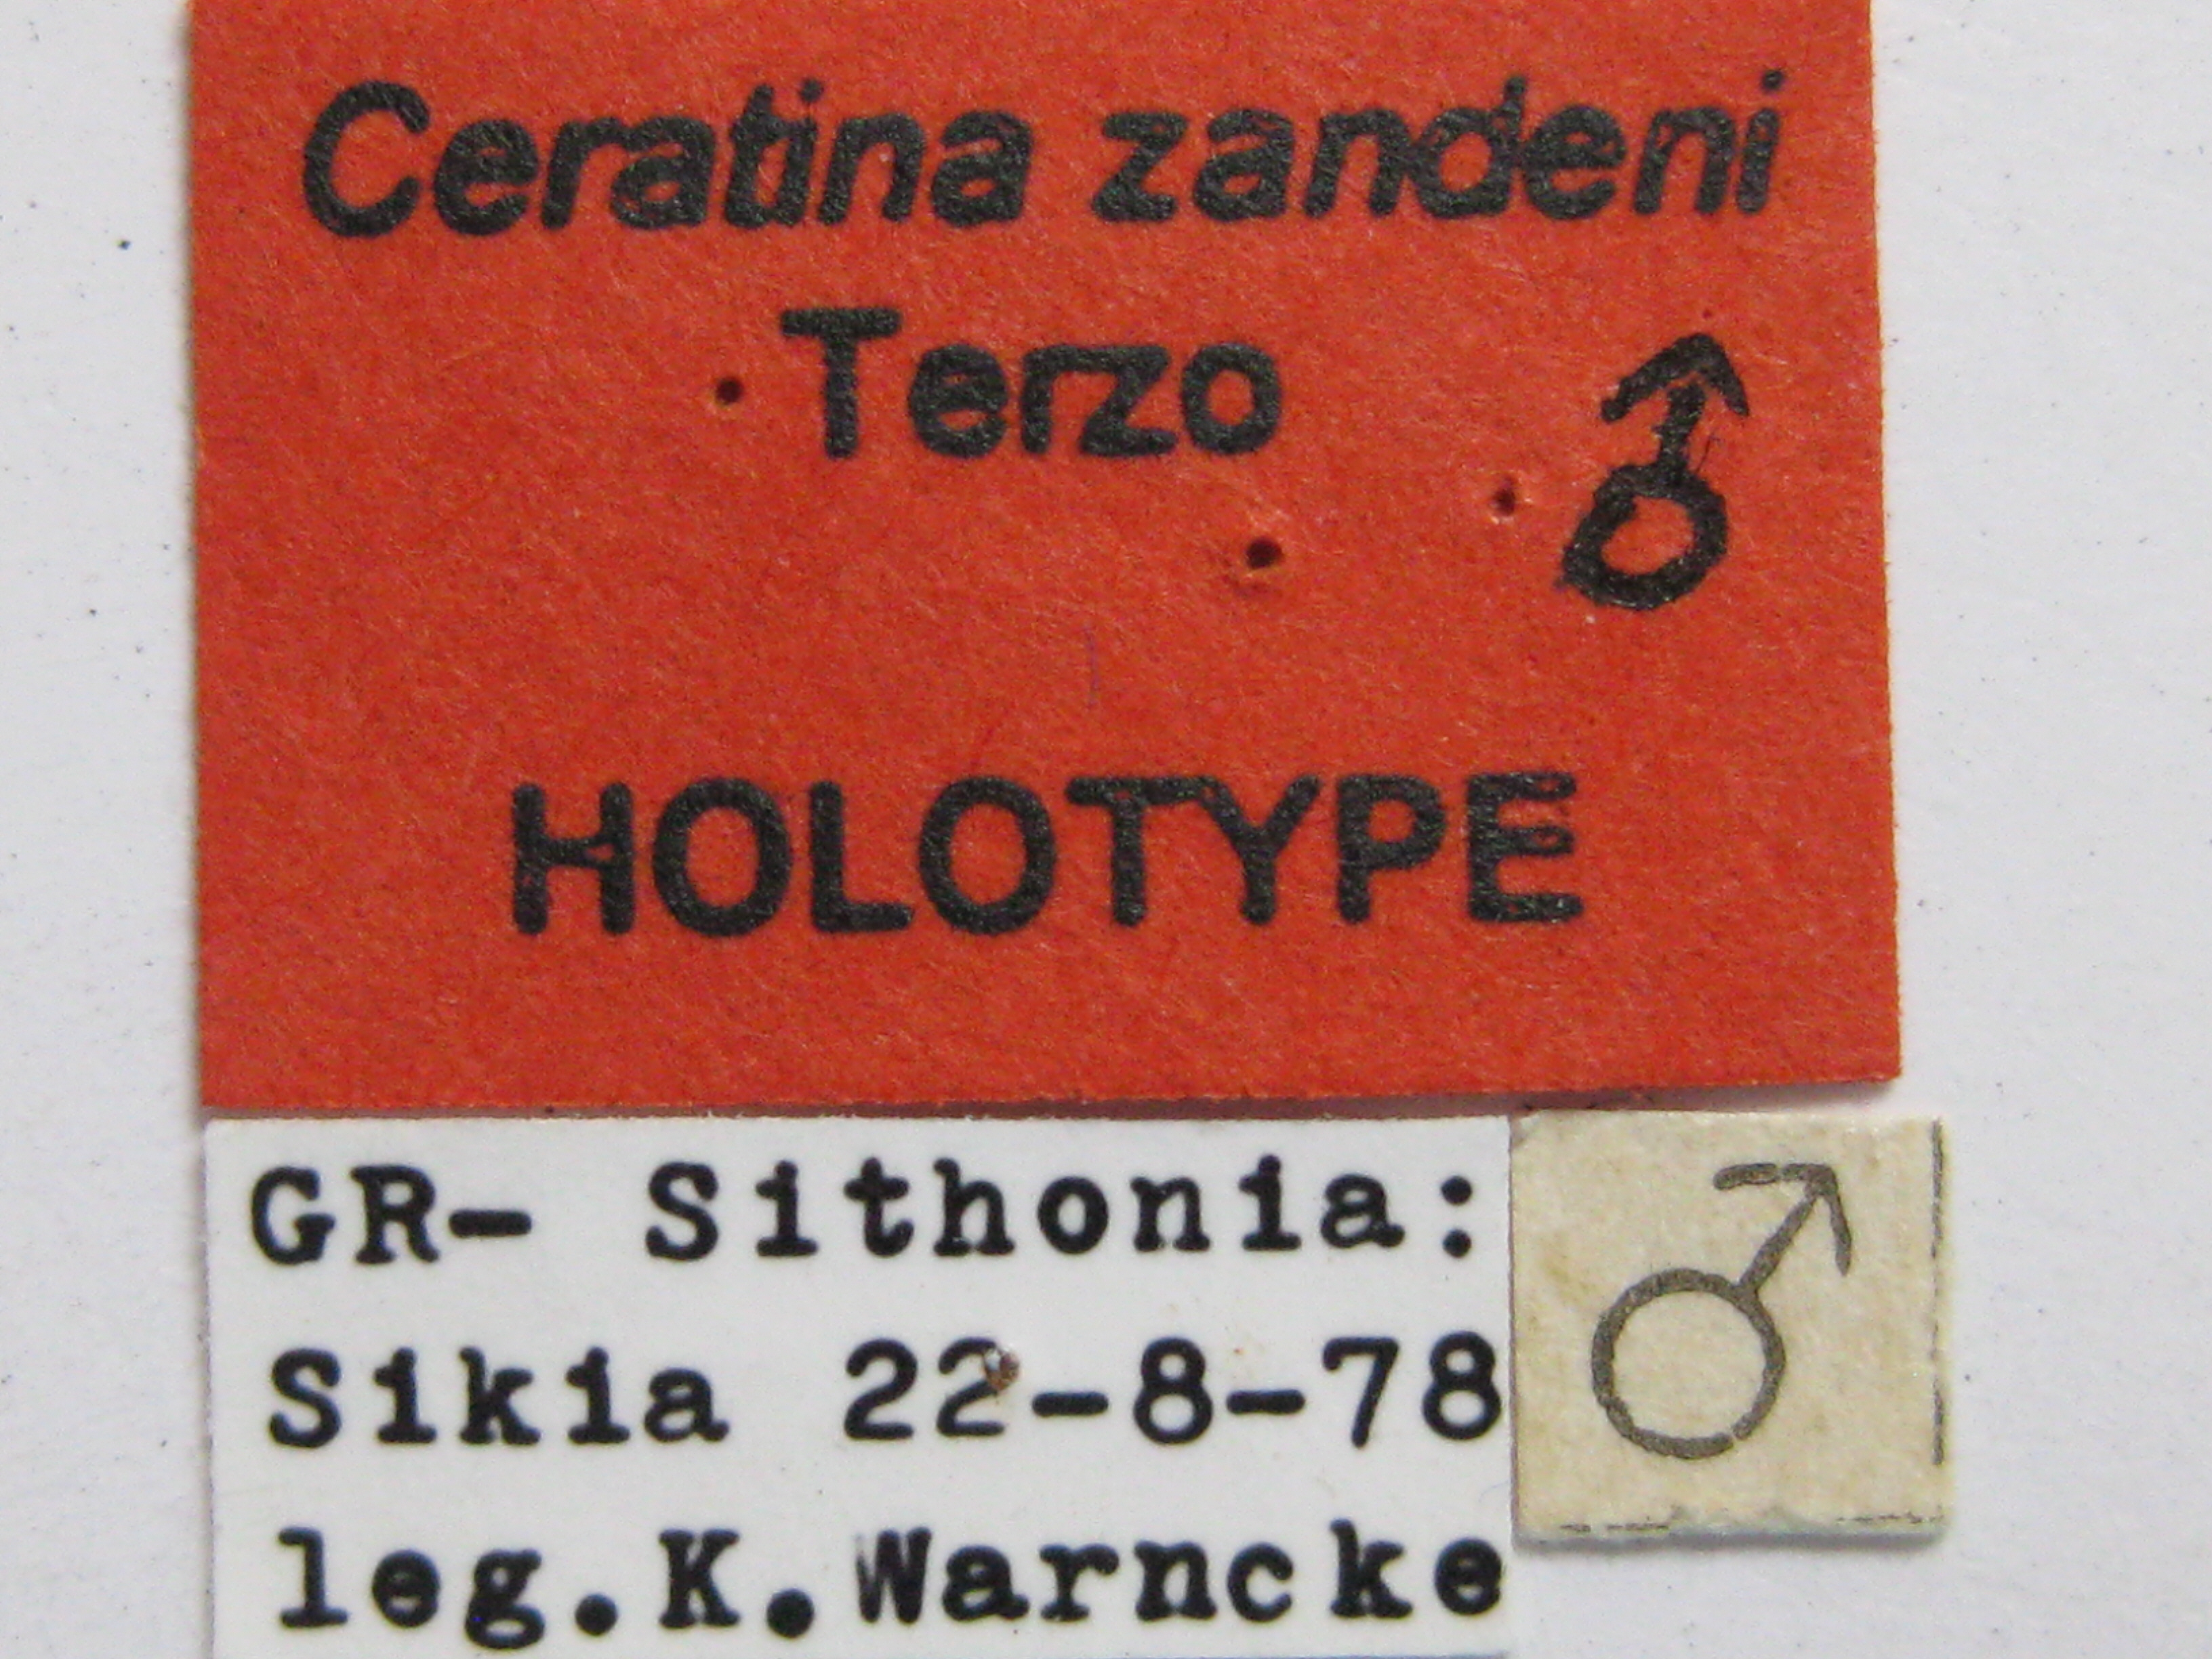 Ceratina zandeni
Terzo ♂
HOLOTYPE
GR- Sithonia:
Sikia 22-8-78
leg.K.Warncke
♂